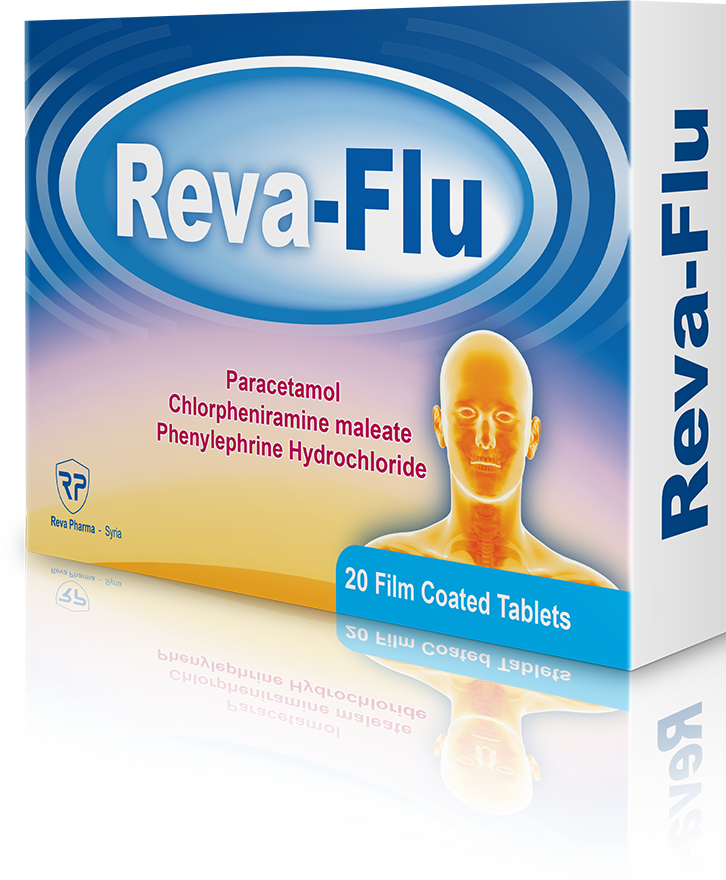 Reva-Flu
Paracetamol
Chlorpheniramine maleate
Phenylephrine Hydrochloride
RP
Reva Pharma - Syria
20 Film Coated Tablets
Reva-Flu